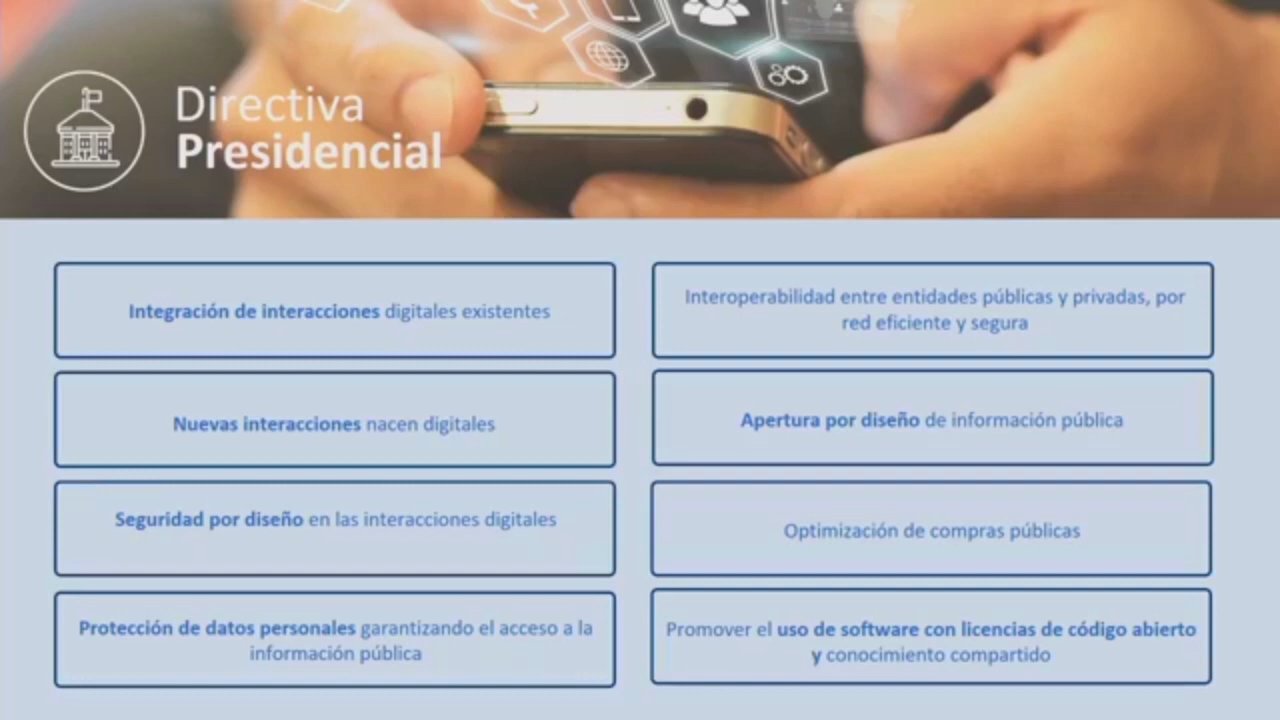 Directiva
Presidencial
Integración de interacciones digitales existentes
Nuevas interacciones nacen digitales
Seguridad por diseño en las interacciones digitales
Protección de datos personales garantizando el acceso a la
información pública
Interoperabilidad entre entidades públicas y privadas, por
red eficiente y segura
Apertura por diseño de información pública
Optimización de compras públicas
Promover el uso de software con licencias de código abierto
y conocimiento compartido